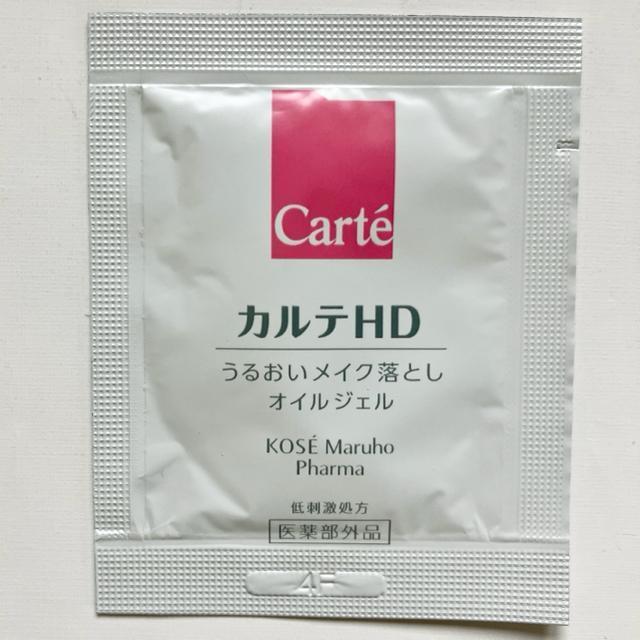 Carté
カルテHD
うるおいメイク落とし
オイルジェル
KOSÉ Maruho
Pharma
低刺激処方
医薬部外品